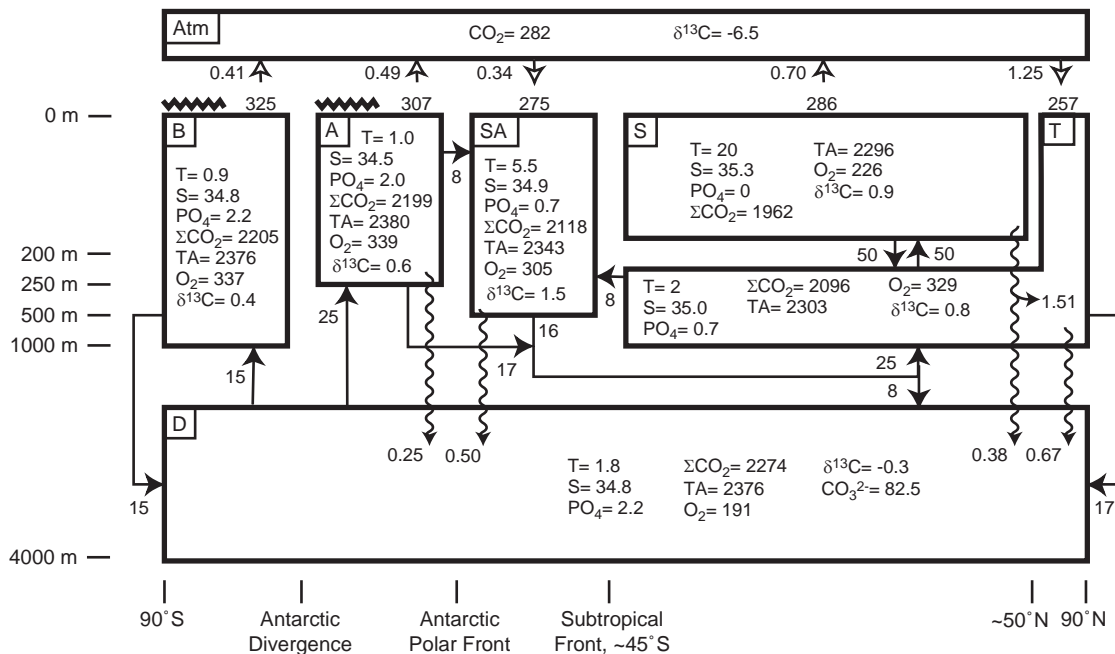 Atm
CO2= 282
δ13C= -6.5
0.41
0.49
0.34
0.70
1.25
325
307
275
286
257
0 m
200 m
250 m
500 m
1000 m
4000 m
B
T= 0.9
S= 34.8
PO4= 2.2
ΣCO2= 2205
TA= 2376
O2= 337
δ13C= 0.4
A
T= 1.0
S= 34.5
PO4= 2.0
ΣCO2= 2199
TA= 2380
O2= 339
δ13C= 0.6
8
SA
T= 5.5
S= 34.9
PO4= 0.7
ΣCO2= 2118
TA= 2343
O2= 305
δ13C= 1.5
S
T= 20
S= 35.3
PO4= 0
ΣCO2= 1962
TA= 2296
O2= 226
δ13C= 0.9
T
50
50
8
T= 2
S= 35.0
PO4= 0.7
ΣCO2= 2096
TA= 2303
O2= 329
δ13C= 0.8
1.51
25
16
17
15
25
8
D
0.25
0.50
0.38
0.67
T= 1.8
S= 34.8
PO4= 2.2
ΣCO2= 2274
TA= 2376
O2= 191
δ13C= -0.3
CO32-= 82.5
15
17
90˚S
Antarctic
Divergence
Antarctic
Polar Front
Subtropical
Front, ~45˚S
~50˚N
90˚N